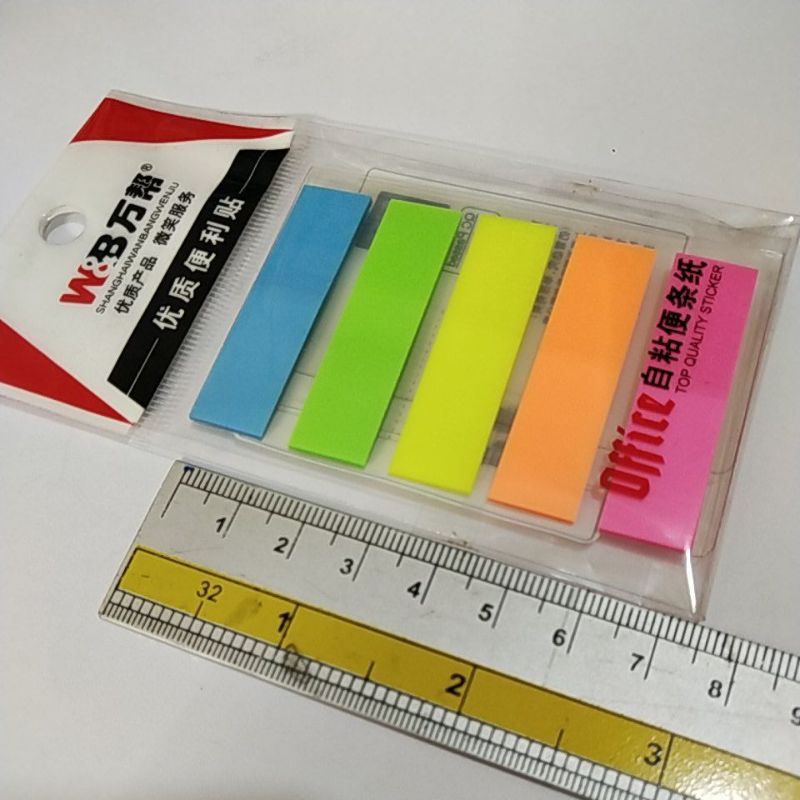 W&B万帮®
SHANGHAIWANBANGWENJU
优质产品 微笑服务
优质便利贴
Office 自粘便条纸
TOP QUALITY STICKER
1 2 3 4 5 6 7 8 9
32 1 2 3